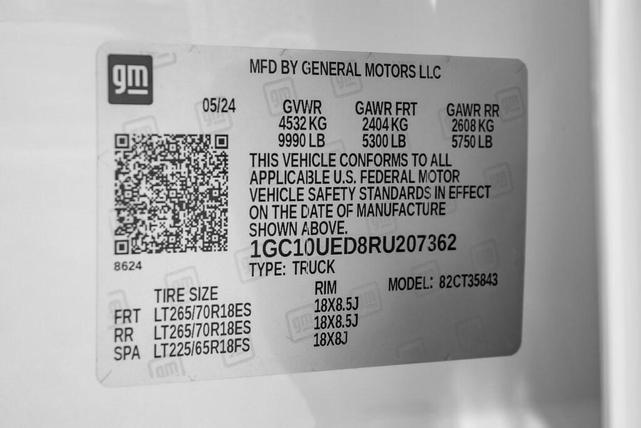 gm
MFD BY GENERAL MOTORS LLC
05/24 GVWR GAWR FRT GAWR RR
4532 KG 2404 KG 2608 KG
9990 LB 5300 LB 5750 LB
THIS VEHICLE CONFORMS TO ALL
APPLICABLE U.S. FEDERAL MOTOR
VEHICLE SAFETY STANDARDS IN EFFECT
ON THE DATE OF MANUFACTURE
SHOWN ABOVE.
1GC10UED8RU207362
8624
TYPE: TRUCK
MODEL: 82CT35843
TIRE SIZE RIM
FRT LT265/70R18ES 18X8.5J
RR LT265/70R18ES 18X8.5J
SPA LT225/65R18FS 18X8J